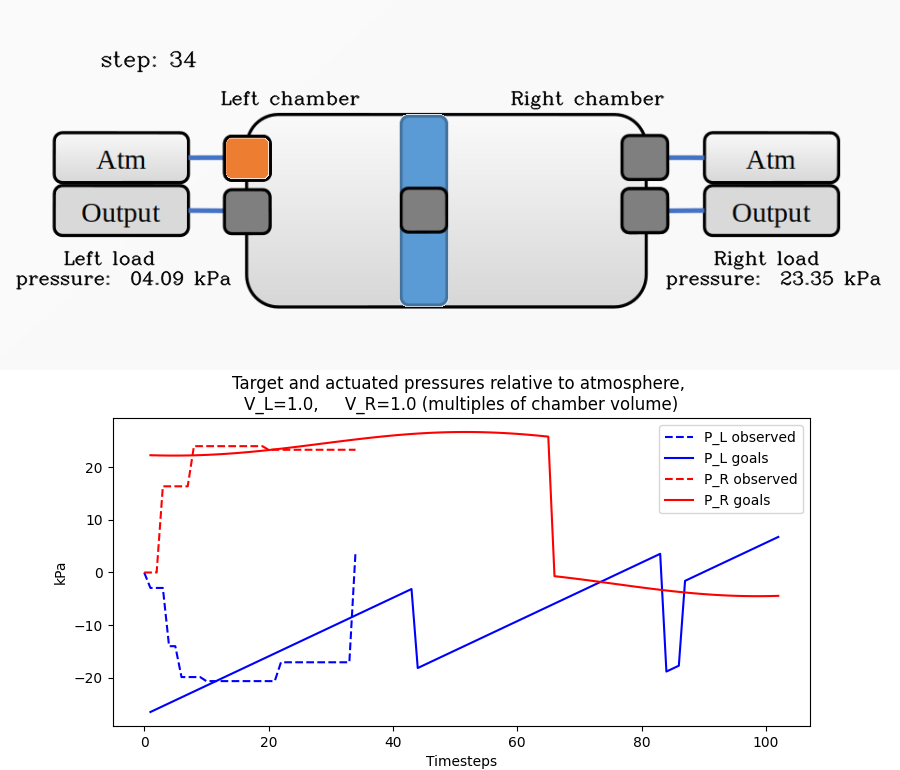 step: 34
Left chamber
Right chamber
Atm
Atm
Output
Output
Left load
pressure: 04.09 kPa
Right load
pressure: 23.35 kPa
Target and actuated pressures relative to atmosphere,
V_L=1.0, V_R=1.0 (multiples of chamber volume)
P_L observed
P_L goals
P_R observed
P_R goals
kPa
20
10
0
−10
−20
0
20
40
60
80
100
Timesteps